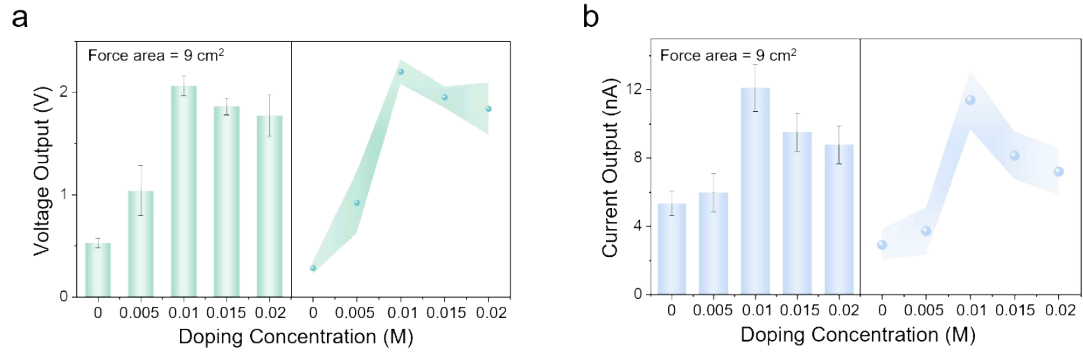 a
Force area = 9 cm²
Voltage Output (V)
2
1
0
0 0.005 0.01 0.015 0.02 0 0.005 0.01 0.015 0.02
Doping Concentration (M)
b
Force area = 9 cm²
Current Output (nA)
12
8
4
0
0 0.005 0.01 0.015 0.02 0 0.005 0.01 0.015 0.02
Doping Concentration (M)